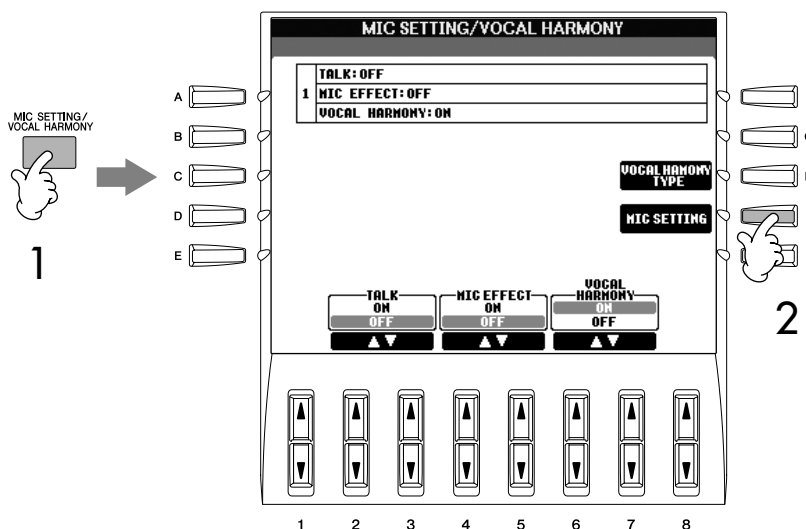 MIC SETTING/VOCAL HARMONY
TALK:OFF
1 MIC EFFECT:OFF
VOCAL HARMONY:ON
A
MIC SETTING/
VOCAL HARMONY
B
C
D
E
VOCAL HAMONY
TYPE
MIC SETTING
1
2
TALK
ON
OFF
MIC EFFECT
ON
OFF
VOCAL
HARMONY
ON
OFF
1 2 3 4 5 6 7 8